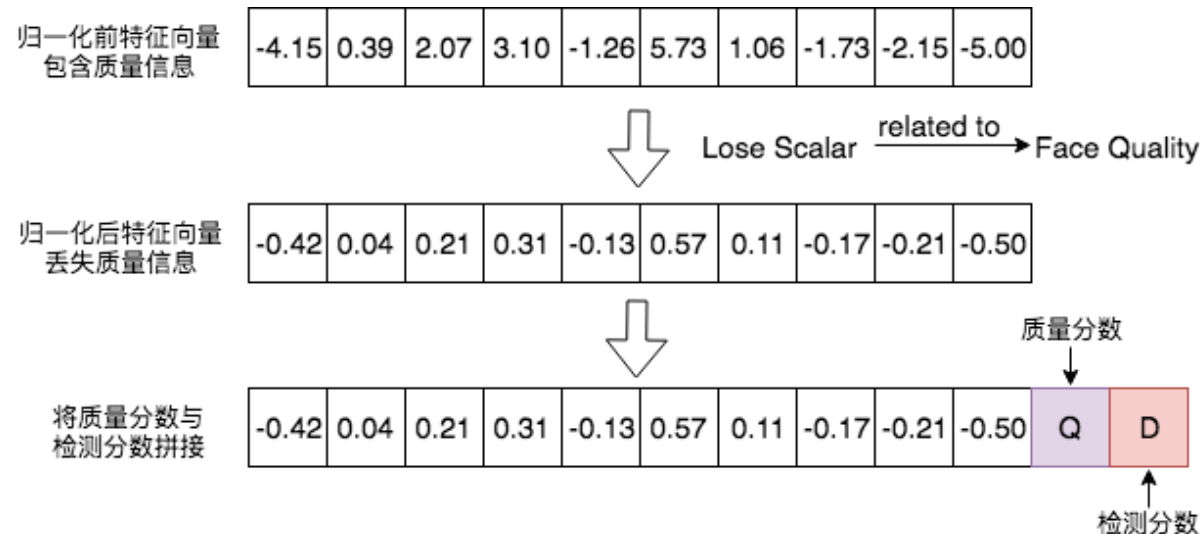 归一化前特征向量
包含质量信息
-4.15 0.39 2.07 3.10 -1.26 5.73 1.06 -1.73 -2.15 -5.00
Lose Scalar related to Face Quality
归一化后特征向量
丢失质量信息
-0.42 0.04 0.21 0.31 -0.13 0.57 0.11 -0.17 -0.21 -0.50
质量分数
将质量分数与
检测分数拼接
-0.42 0.04 0.21 0.31 -0.13 0.57 0.11 -0.17 -0.21 -0.50 Q D
检测分数